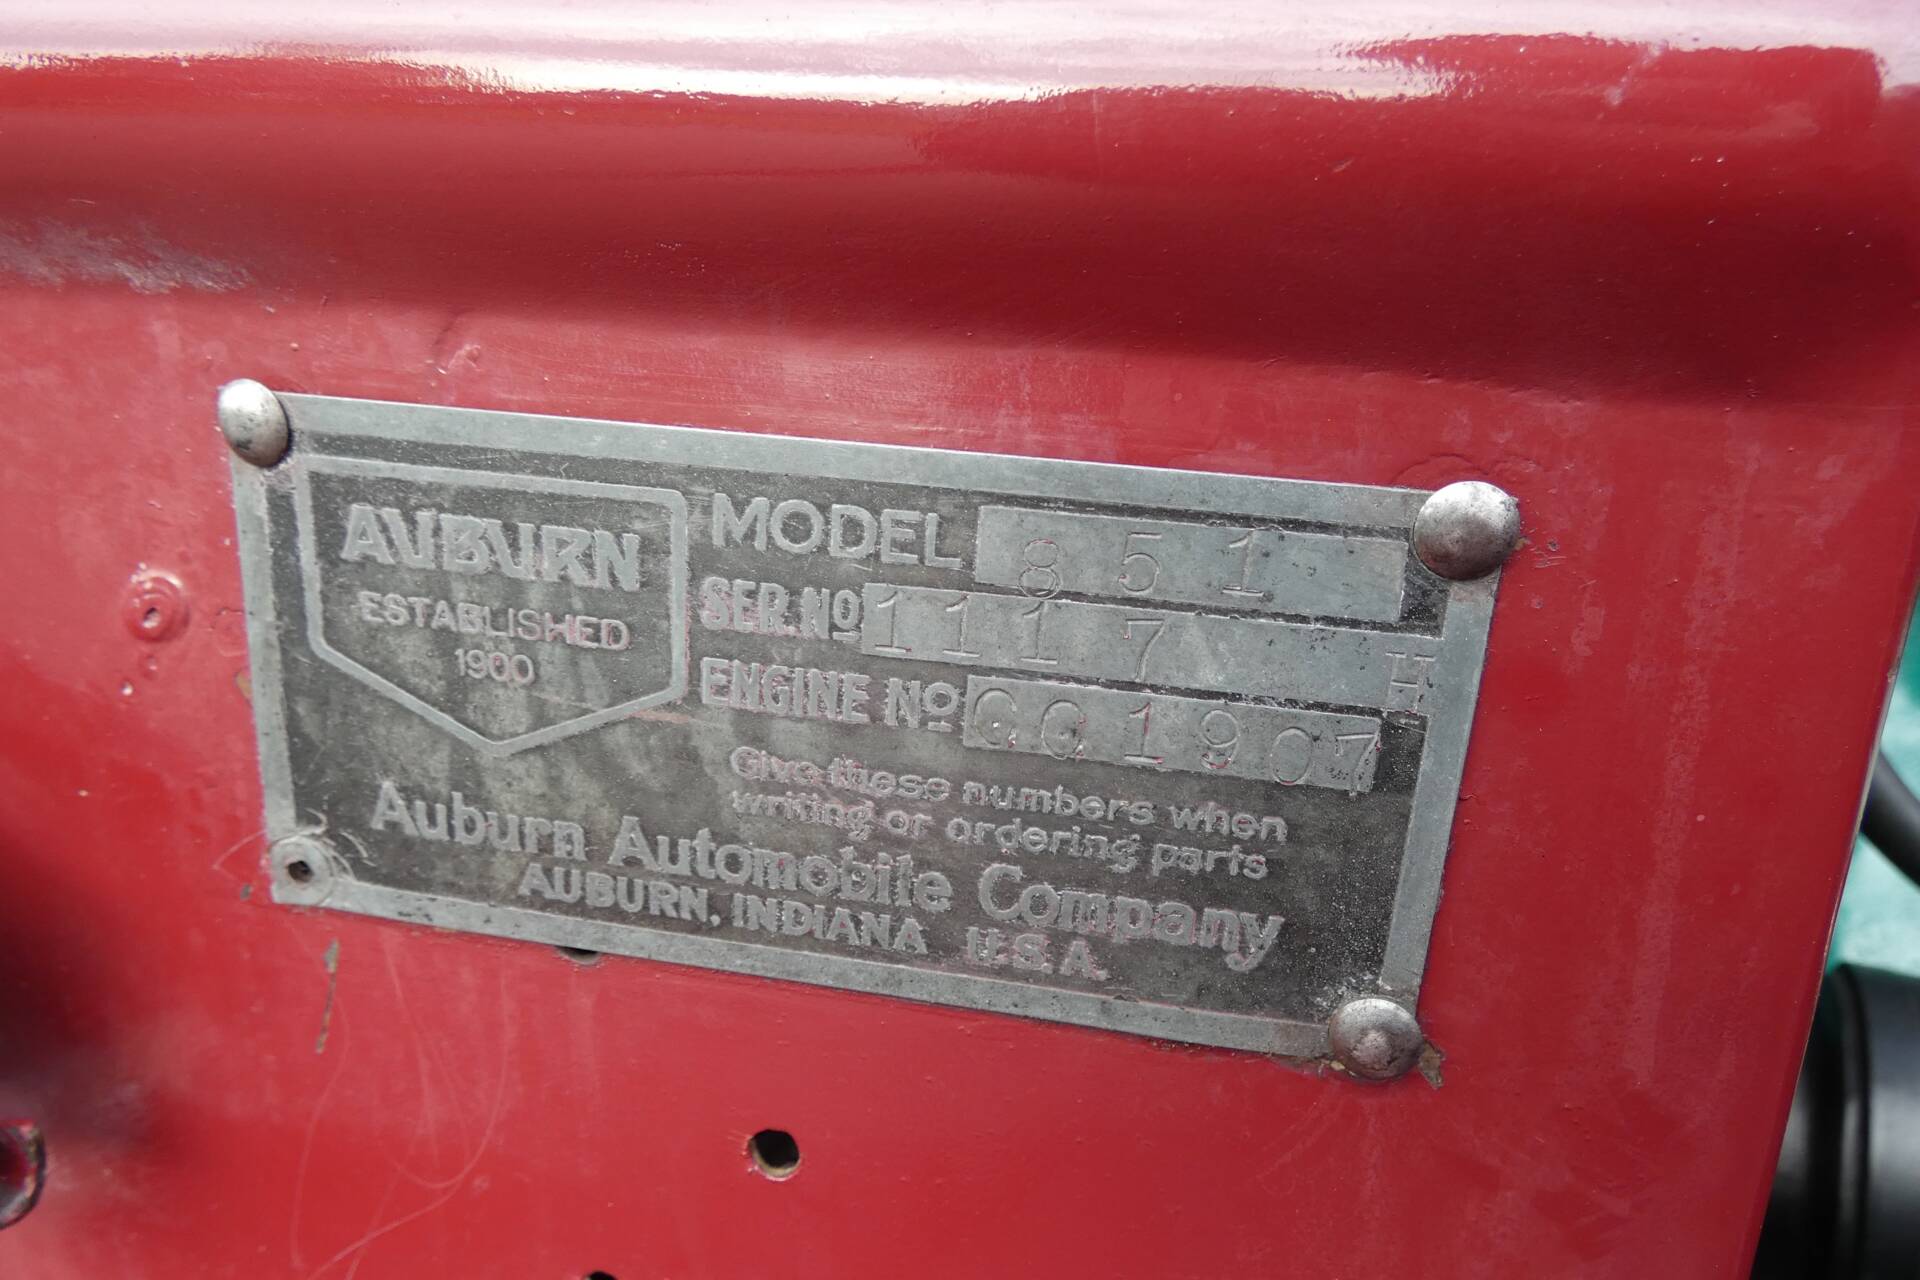 AUBURN
ESTABLISHED
1900
MODEL 851
SER. NO 1117 H
ENGINE NO GG1907
Give these numbers when
writing or ordering parts
Auburn Automobile Company
AUBURN, INDIANA U.S.A.